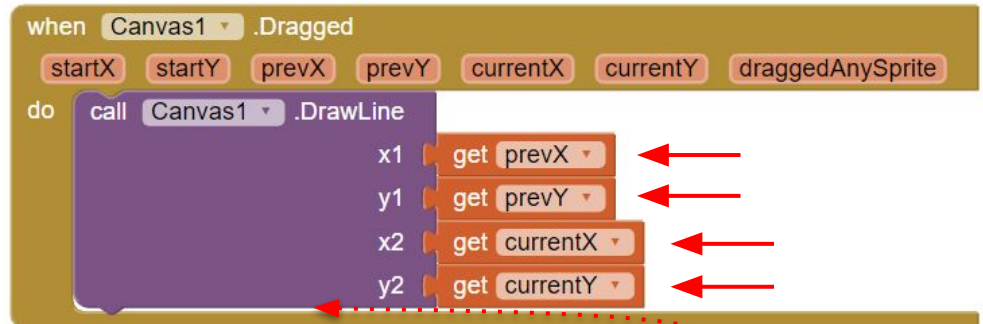 when Canvas1 .Dragged
startX startY prevX prevY currentX currentY draggedAnySprite
do call Canvas1 .DrawLine
x1 get prevX
y1 get prevY
x2 get currentX
y2 get currentY